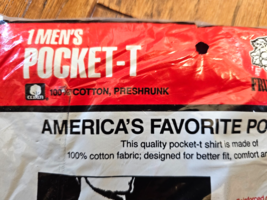 1 MEN'S
POCKET-T
100% COTTON, PRESHRUNK
AMERICA'S FAVORITE PO
This quality pocket-t shirt is made of
100% cotton fabric; designed for better fit, comfort a